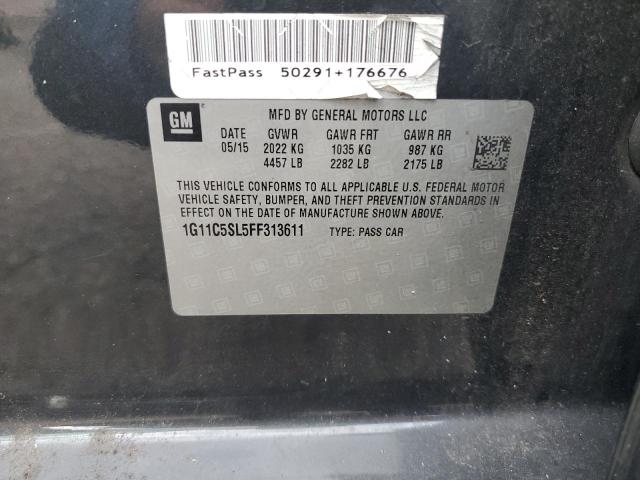 FastPass 50291+176676
GM
MFD BY GENERAL MOTORS LLC
DATE GVWR GAWR FRT GAWR RR
05/15 2022 KG 1035 KG 987 KG
4457 LB 2282 LB 2175 LB
THIS VEHICLE CONFORMS TO ALL APPLICABLE U.S. FEDERAL MOTOR
VEHICLE SAFETY, BUMPER, AND THEFT PREVENTION STANDARDS IN
EFFECT ON THE DATE OF MANUFACTURE SHOWN ABOVE.
1G11C5SL5FF313611 TYPE: PASS CAR